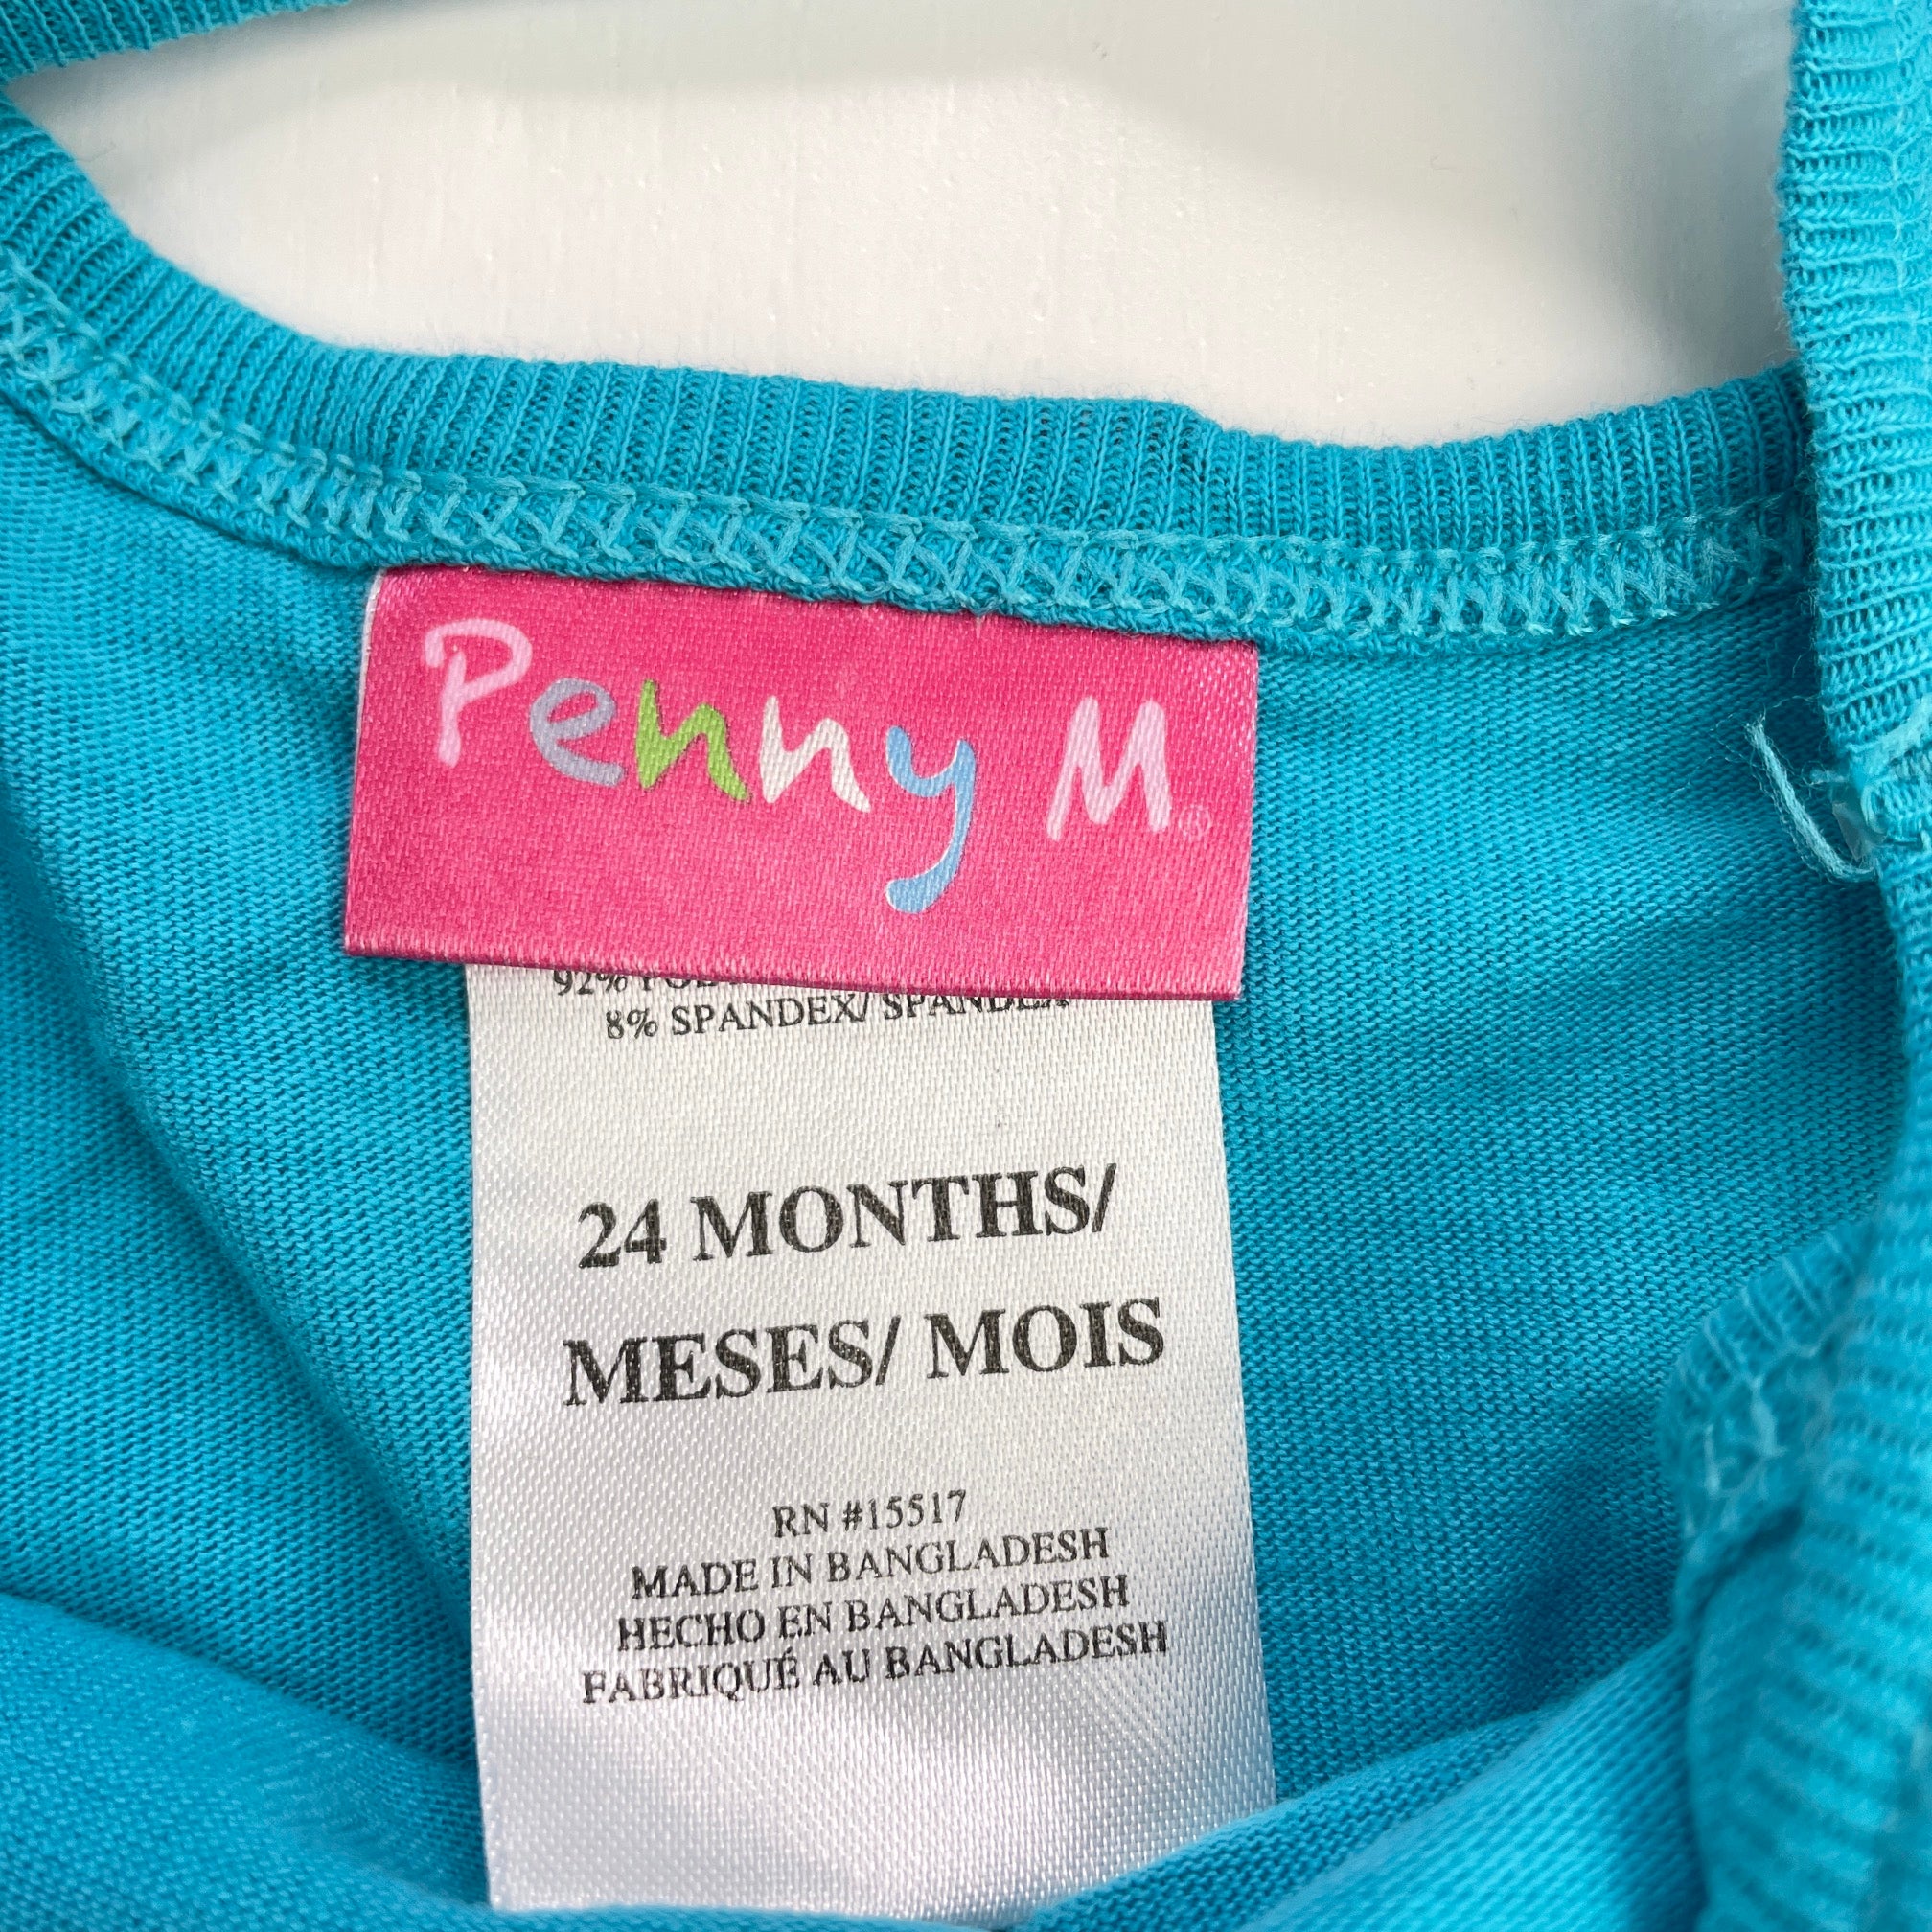 Penny M®
92%
8% SPANDEX/ SPANDEX
24 MONTHS/
MESES/ MOIS
RN #15517
MADE IN BANGLADESH
HECHO EN BANGLADESH
FABRIQUÉ AU BANGLADESH